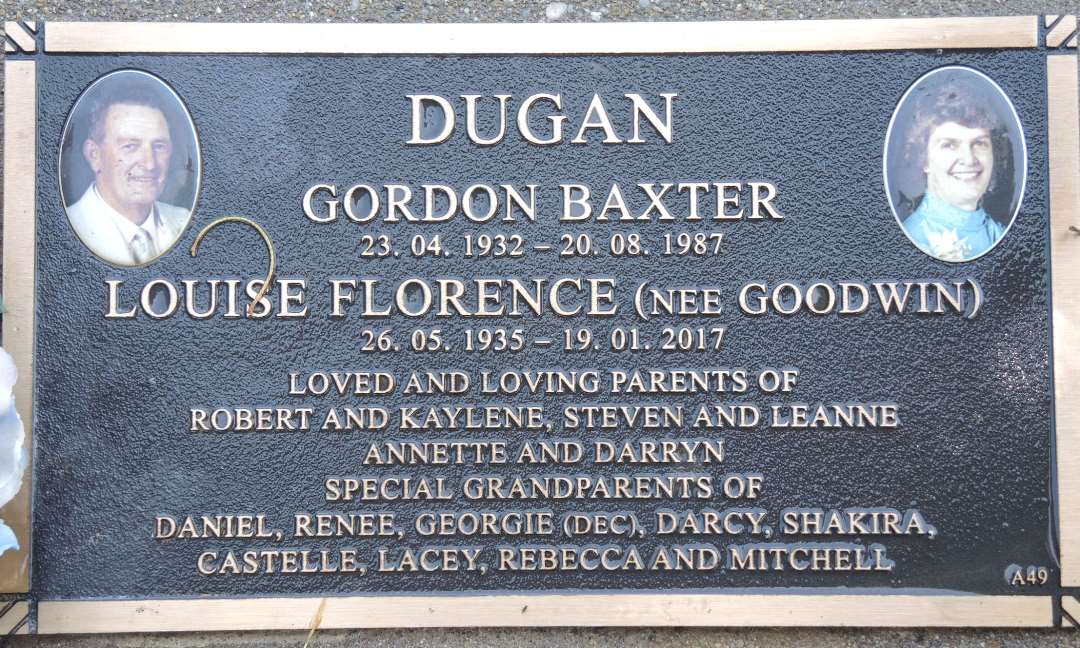 DUGAN
GORDON BAXTER
23. 04. 1932 – 20. 08. 1987
LOUISE FLORENCE (NEE GOODWIN)
26. 05. 1935 – 19. 01. 2017
LOVED AND LOVING PARENTS OF
ROBERT AND KAYLENE, STEVEN AND LEANNE
ANNETTE AND DARRYN
SPECIAL GRANDPARENTS OF
DANIEL, RENEE, GEORGIE (DEC), DARCY, SHAKIRA,
CASTELLE, LACEY, REBECCA AND MITCHELL
A49